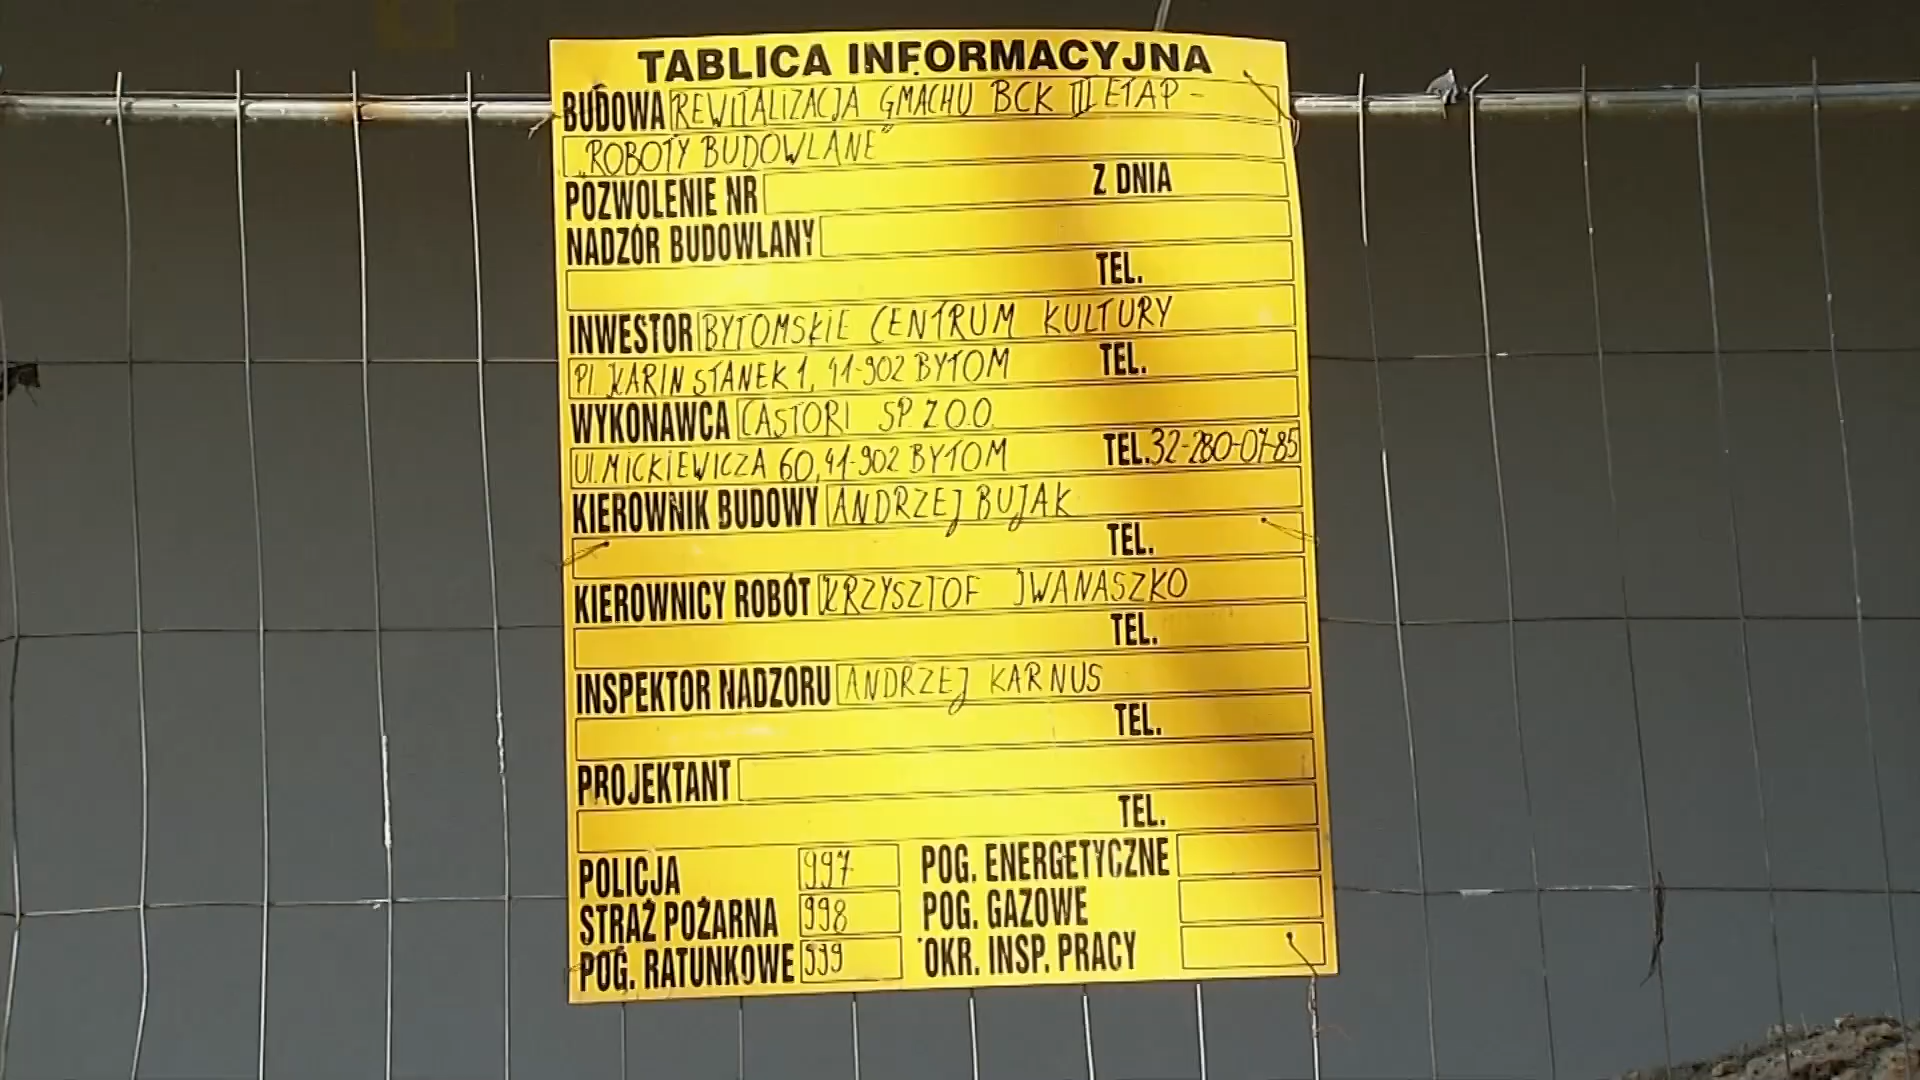 TABLICA INFORMACYJNA
BUDOWA REWITALIZACJA GMACHU BCK III ETAP -
„ROBOTY BUDOWLANE"
POZWOLENIE NR Z DNIA
NADZÓR BUDOWLANY
TEL.
INWESTOR BYTOMSKIE CENTRUM KULTURY
Pl. KARIN STANEK 1, 41-902 BYTOM TEL.
WYKONAWCA CASTORI SP. Z O.O.
Ul. MICKIEWICZA 60, 41-902 BYTOM TEL. 32-280-07-85
KIEROWNIK BUDOWY ANDRZEJ BUJAK
TEL.
KIEROWNICY ROBÓT KRZYSZTOF IWANASZKO
TEL.
INSPEKTOR NADZORU ANDRZEJ KARNUS
TEL.
PROJEKTANT
TEL.
POLICJA 997 POG. ENERGETYCZNE
STRAŻ POŻARNA 998 POG. GAZOWE
POG. RATUNKOWE 999 OKR. INSP. PRACY